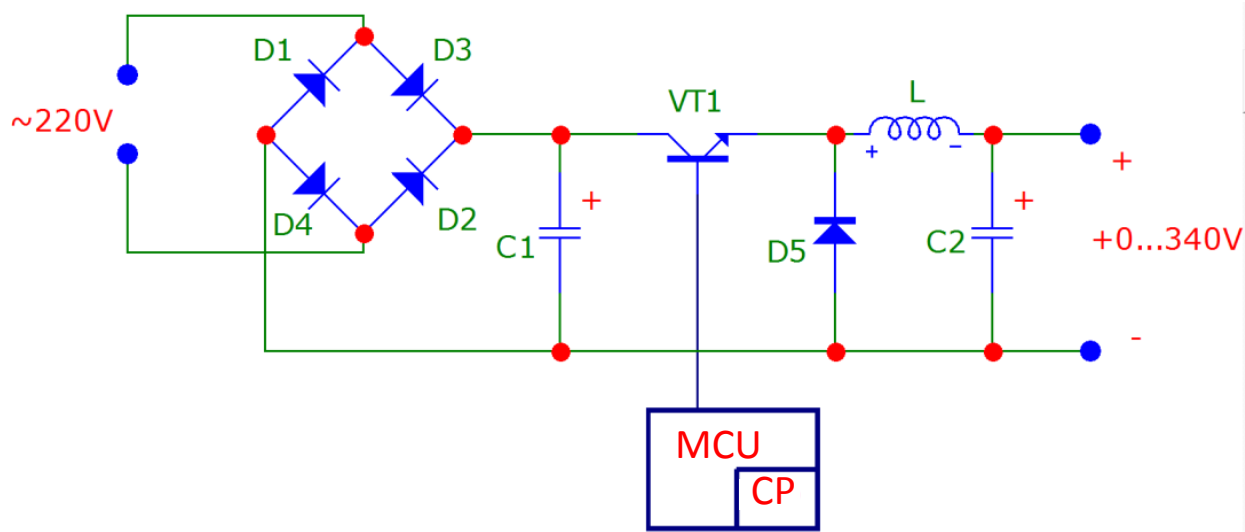 D1
D3
~220V
D4
D2
+
C1
VT1
L
+
-
D5
+
C2
+
+0...340V
-
MCU
CP